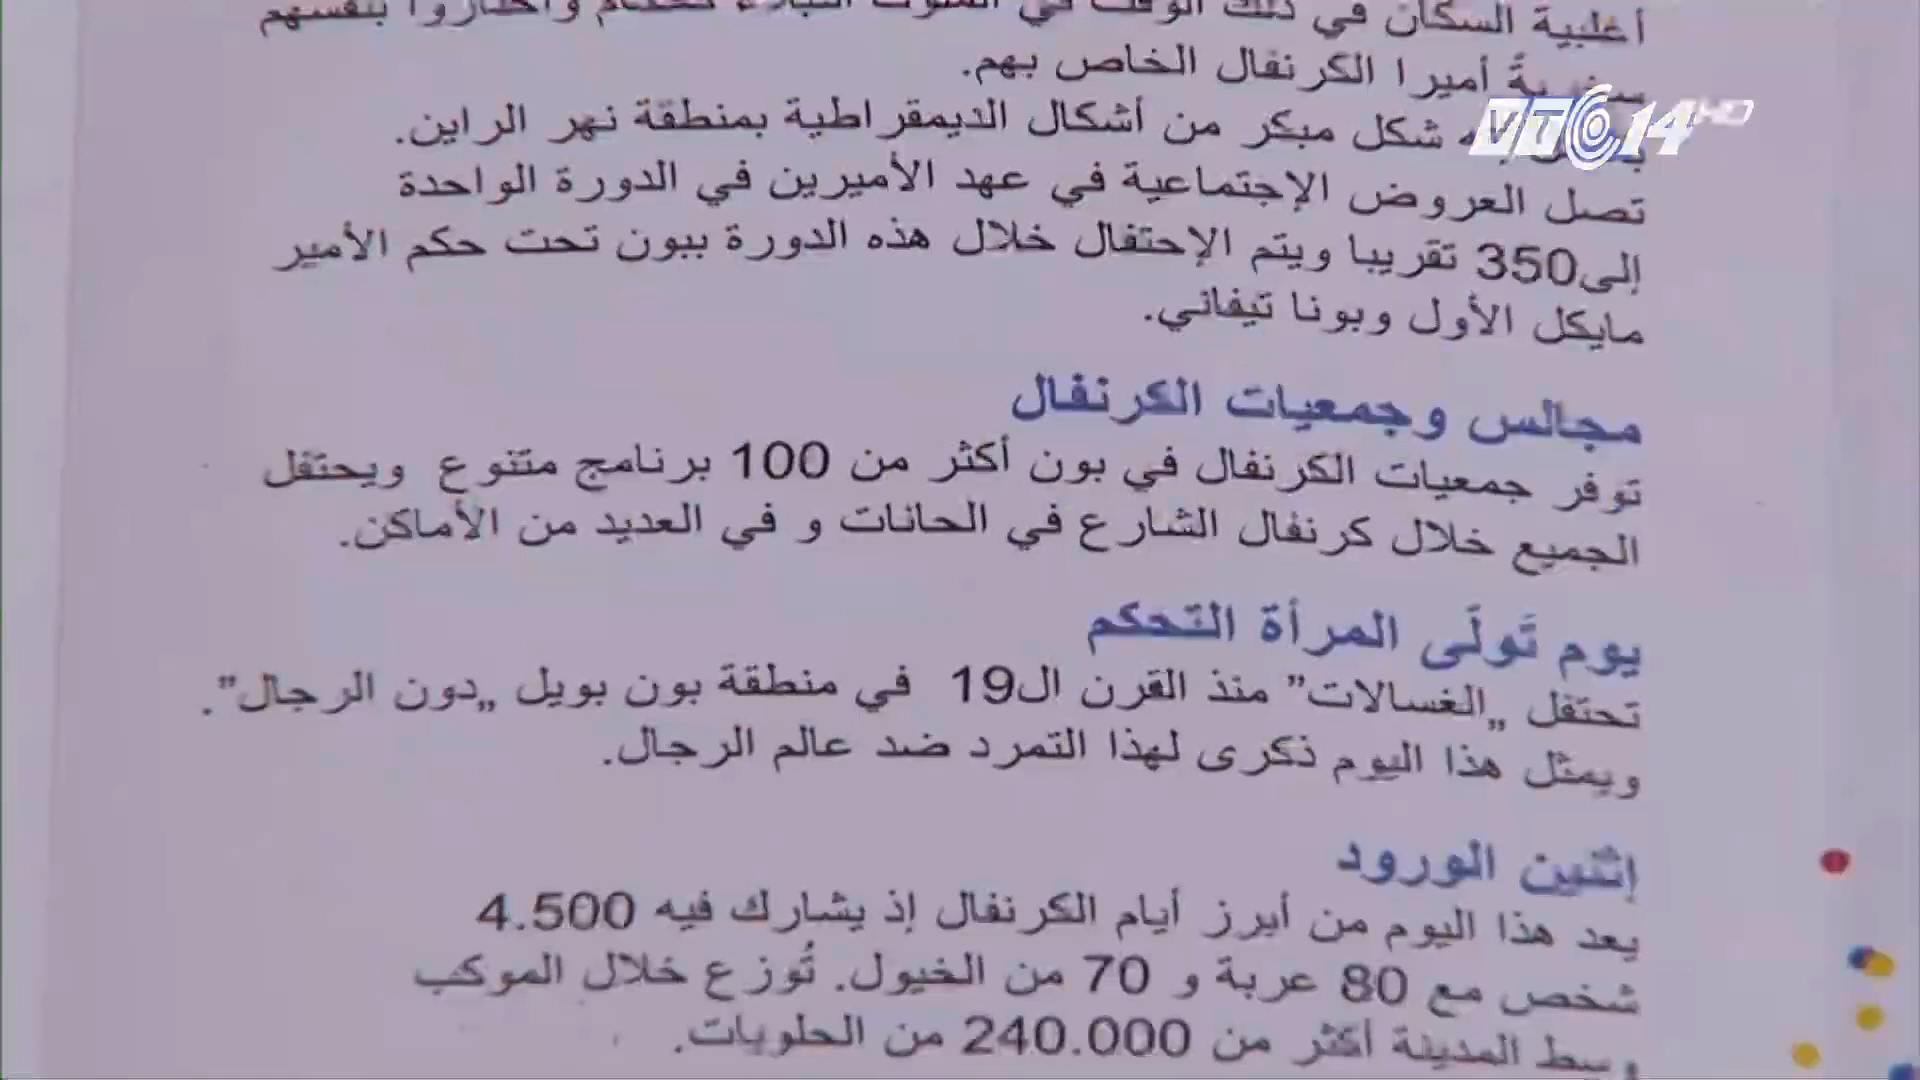 أغلبية السكان في ذلك الوقت في
سخريةً أميرا الكرنفال الخاص بهم.
شكل مبكر من أشكال الديمقراطية بمنطقة نهر الراين.
تصل العروض الإجتماعية في عهد الأميرين في الدورة الواحدة
إلى350 تقريبا ويتم الإحتفال خلال هذه الدورة ببون تحت حكم الأمير
مايكل الأول وبونا تيفاني.
مجالس وجمعيات الكرنفال
توفر جمعيات الكرنفال في بون أكثر من 100 برنامج متنوع ويحتفل
الجميع خلال كرنفال الشارع في الحانات و في العديد من الأماكن.
يوم تَولّى المرأة التحكم
تحتفل „الغسالات” منذ القرن ال19 في منطقة بون بويل „دون الرجال”.
ويمثل هذا اليوم ذكرى لهذا التمرد ضد عالم الرجال.
إثنين الورود
يعد هذا اليوم من أبرز أيام الكرنفال إذ يشارك فيه 4.500
شخص مع 80 عربة و 70 من الخيول. تُوزع خلال الموكب
وسط المدينة أكثر من 240.000 من الحلويات.
VTC14HD